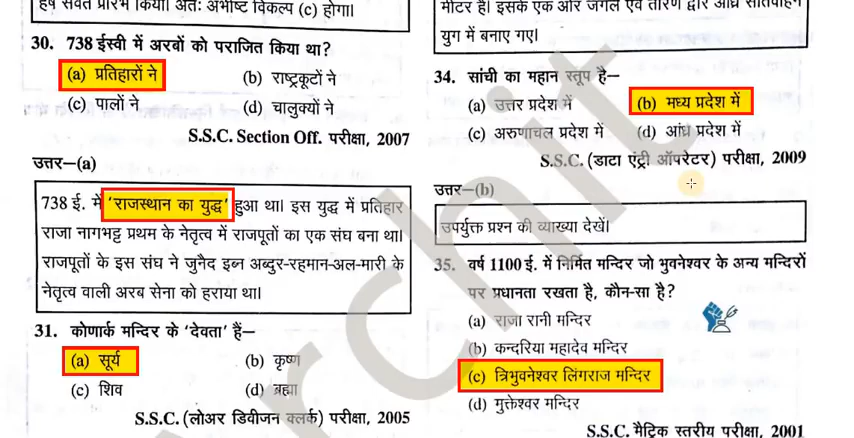 हर्ष संवत प्रारंभ किया। अतः अभीष्ट विकल्प (c) होगा।
30. 738 ईस्वी में अरबों को पराजित किया था?
(a) प्रतिहारों ने (b) राष्ट्रकूटों ने
(c) पालों ने (d) चालुक्यों ने
S.S.C. Section Off. परीक्षा, 2007
उत्तर—(a)
738 ई. में 'राजस्थान का युद्ध' हुआ था। इस युद्ध में प्रतिहार
राजा नागभट्ट प्रथम के नेतृत्व में राजपूतों का एक संघ बना था।
राजपूतों के इस संघ ने जुनैद इब्न अब्दुर-रहमान-अल-मारी के
नेतृत्व वाली अरब सेना को हराया था।
31. कोणार्क मन्दिर के 'देवता' हैं—
(a) सूर्य (b) कृष्ण
(c) शिव (d) ब्रह्मा
S.S.C. (लोअर डिवीजन क्लर्क) परीक्षा, 2005
मीटर है। इसके एक ओर जंगले एवं तोरण द्वार आंध्र सातवाहन
युग में बनाए गए।
34. सांची का महान स्तूप है—
(a) उत्तर प्रदेश में (b) मध्य प्रदेश में
(c) अरुणाचल प्रदेश में (d) आंध्र प्रदेश में
S.S.C. (डाटा एंट्री ऑपरेटर) परीक्षा, 2009
उत्तर—(b)
उपर्युक्त प्रश्न की व्याख्या देखें।
35. वर्ष 1100 ई. में निर्मित मन्दिर जो भुवनेश्वर के अन्य मन्दिरों
पर प्रधानता रखता है, कौन-सा है?
(a) राजा रानी मन्दिर
(b) कन्दरिया महादेव मन्दिर
(c) त्रिभुवनेश्वर लिंगराज मन्दिर
(d) मुक्तेश्वर मन्दिर
S.S.C. मैट्रिक स्तरीय परीक्षा, 2001